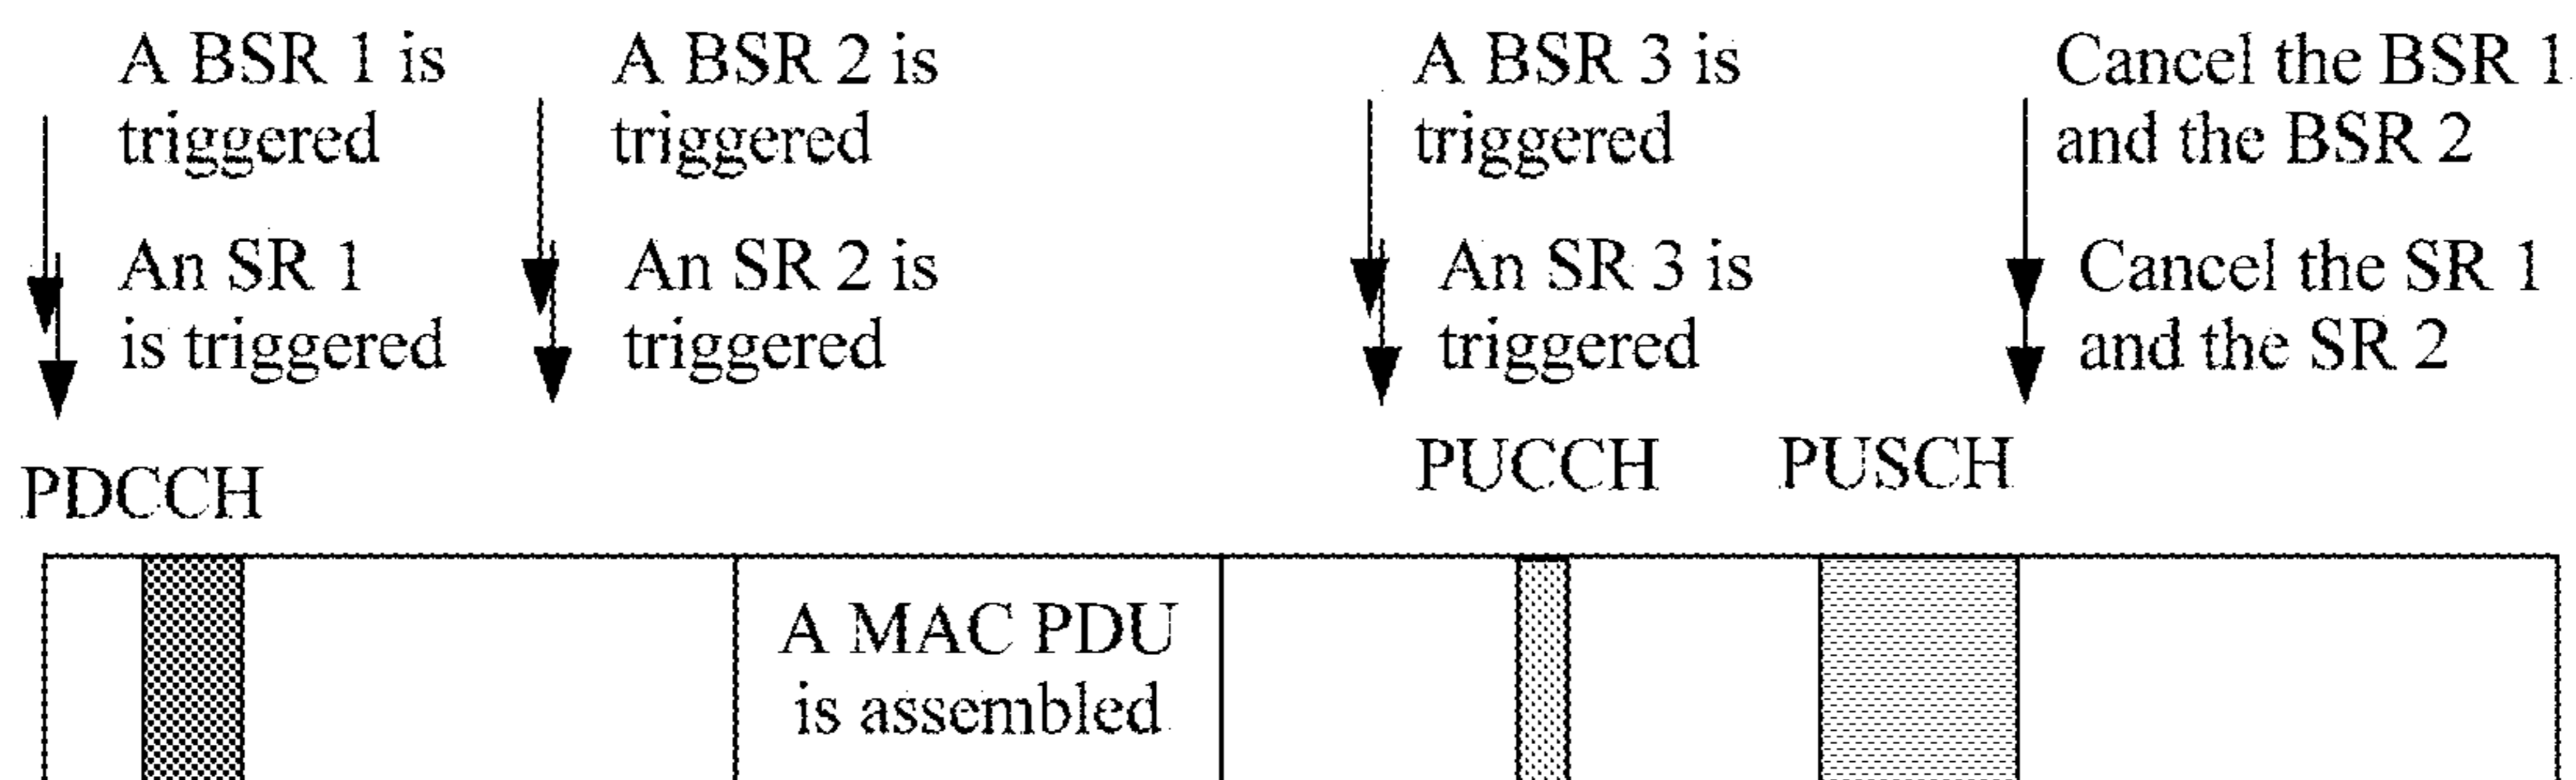 A BSR 1 is
triggered
An SR 1
is triggered
A BSR 2 is
triggered
An SR 2 is
triggered
A BSR 3 is
triggered
An SR 3 is
triggered
Cancel the BSR 1
and the BSR 2
Cancel the SR 1
and the SR 2
PDCCH
PUCCH
PUSCH
A MAC PDU
is assembled